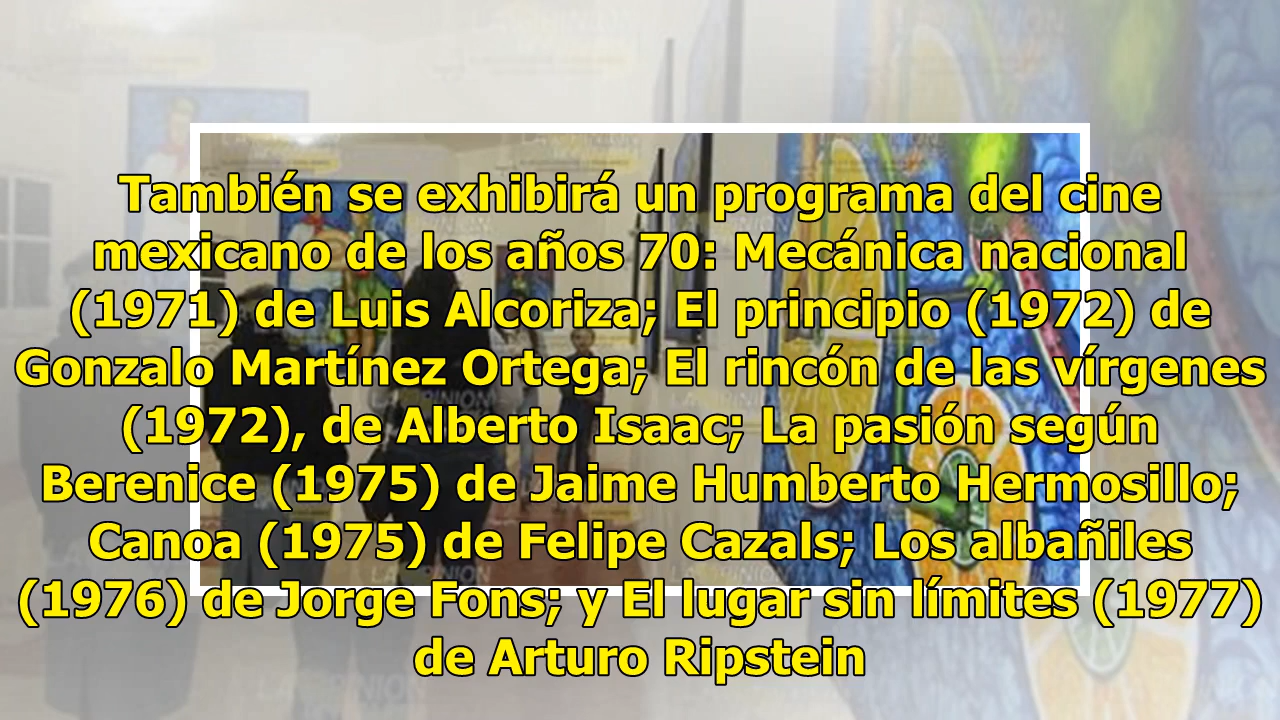 También se exhibirá un programa del cine
mexicano de los años 70: Mecánica nacional
(1971) de Luis Alcoriza; El principio (1972) de
Gonzalo Martínez Ortega; El rincón de las vírgenes
(1972), de Alberto Isaac; La pasión según
Berenice (1975) de Jaime Humberto Hermosillo;
Canoa (1975) de Felipe Cazals; Los albañiles
(1976) de Jorge Fons; y El lugar sin límites (1977)
de Arturo Ripstein